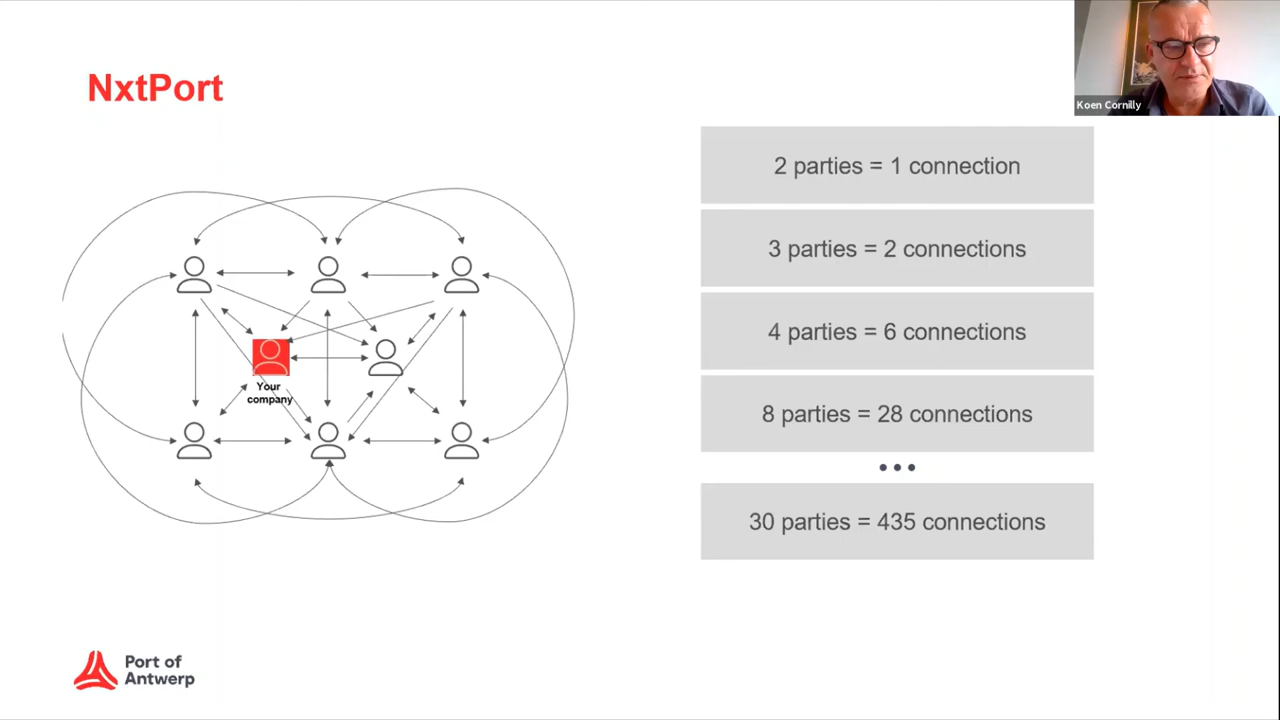 NxtPort
Koen Cornilly
2 parties = 1 connection
3 parties = 2 connections
4 parties = 6 connections
8 parties = 28 connections
•••
30 parties = 435 connections
Your
company
Port of
Antwerp